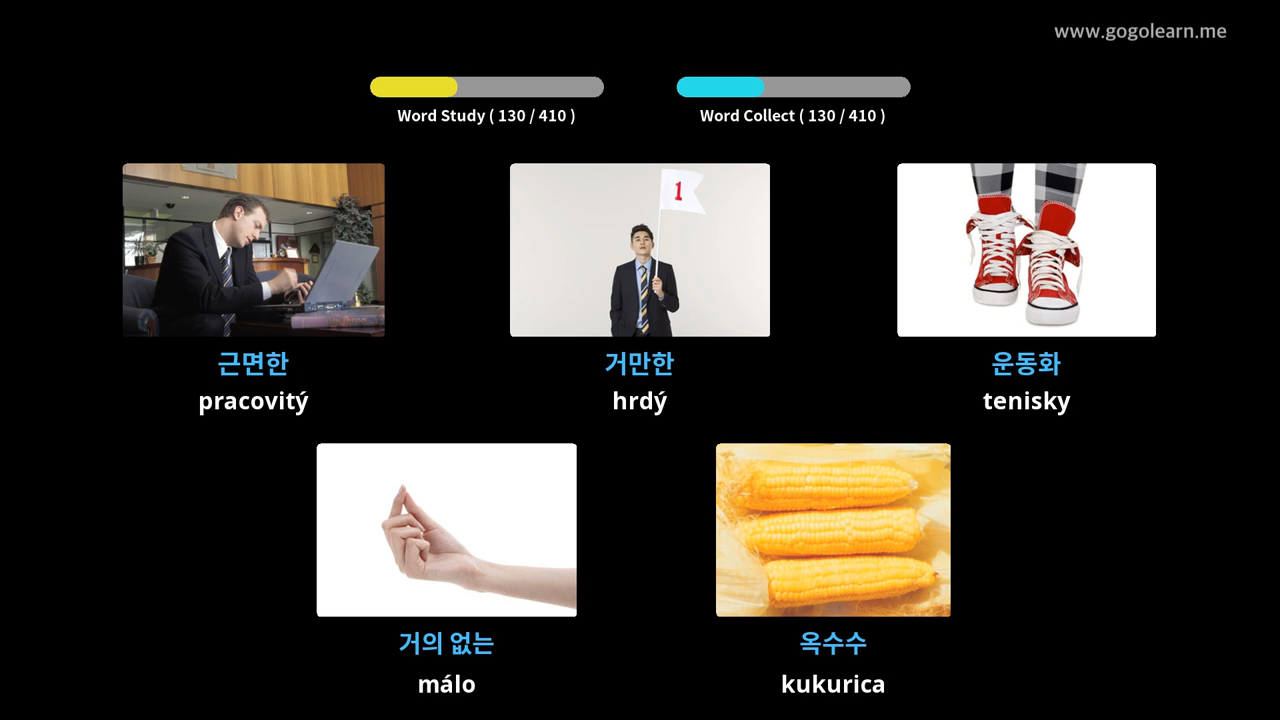 www.gogolearn.me
Word Study ( 130 / 410 )
Word Collect ( 130 / 410 )
1
근면한
거만한
운동화
pracovitý
hrdý
tenisky
거의 없는
옥수수
málo
kukurica